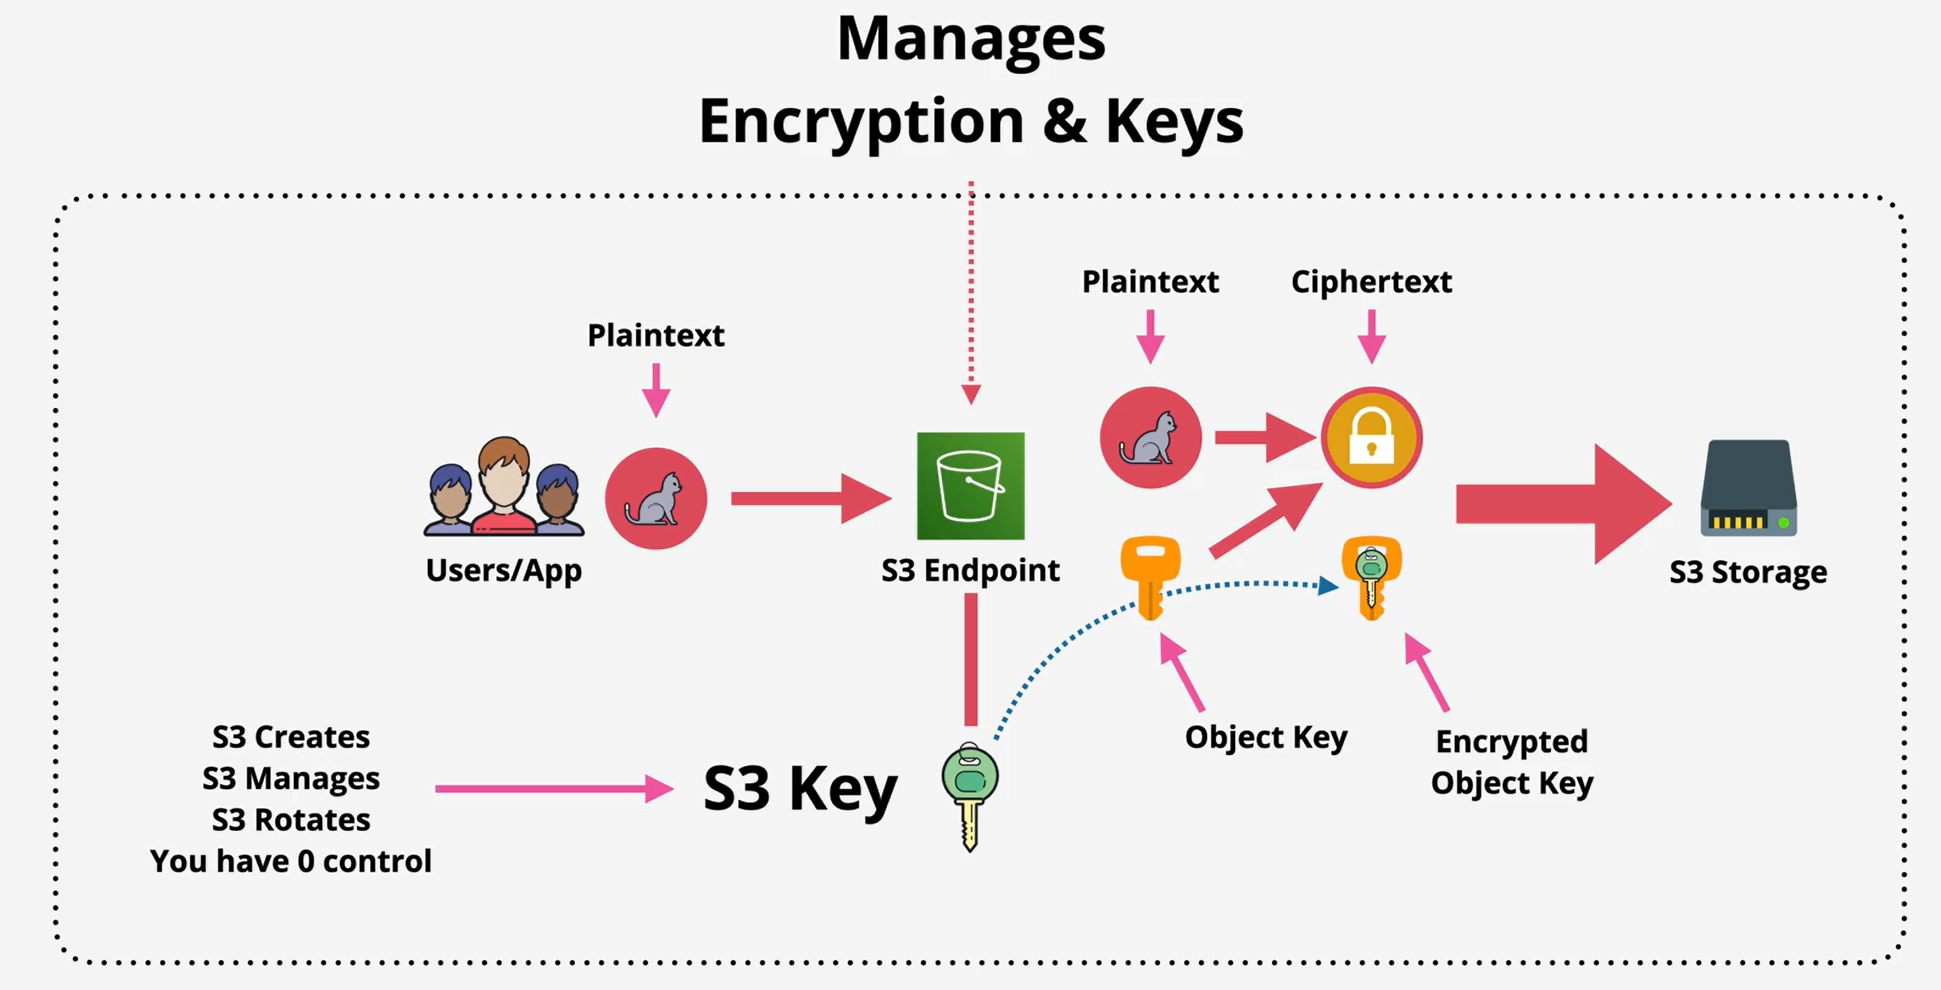 Manages
Encryption & Keys
Plaintext
Ciphertext
Plaintext
Users/App
S3 Endpoint
S3 Storage
Object Key
Encrypted
Object Key
S3 Creates
S3 Manages
S3 Rotates
You have 0 control
S3 Key